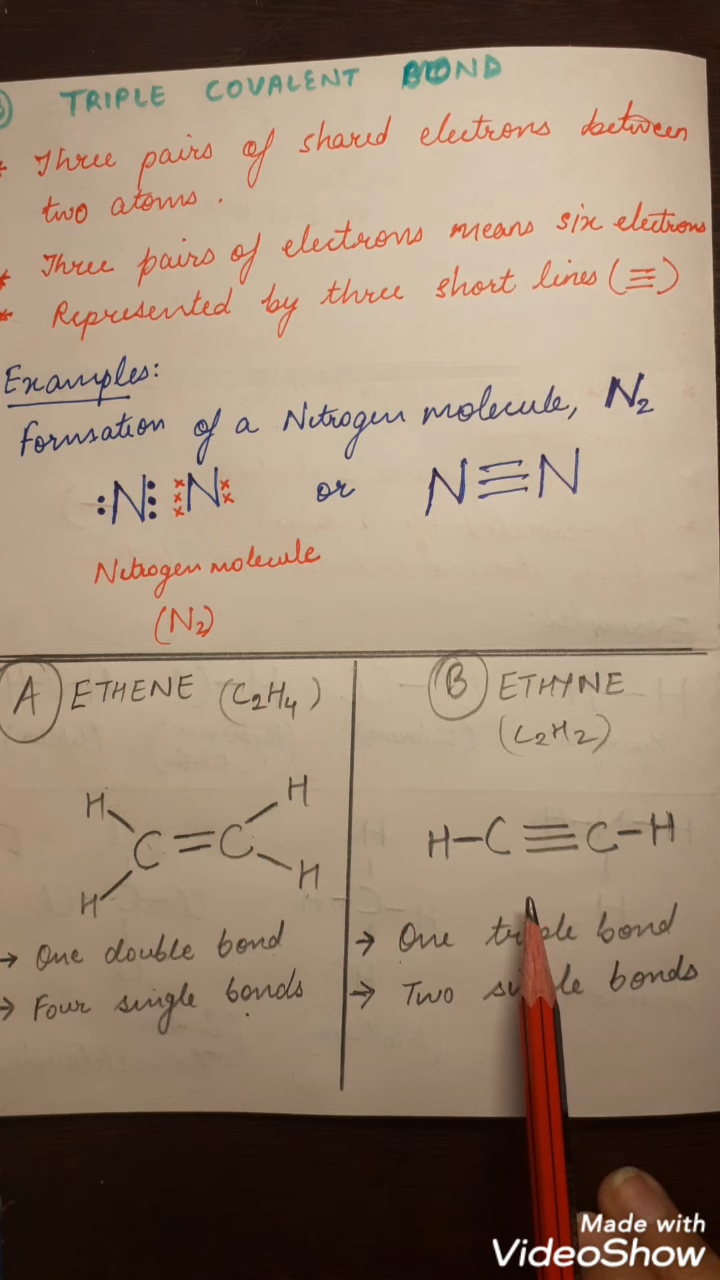 3) TRIPLE COVALENT BOND
* Three pairs of shared electrons between
two atoms.
* Three pairs of electrons means six electrons
* Represented by three short lines (≡)
Examples:
Formation of a Nitrogen molecule, N₂
:N⋮ ⋮N: or N≡N
Nitrogen molecule
(N₂)
A ETHENE (C₂H₄)
H H
C=C
H H
→ One double bond
→ Four single bonds
B ETHYNE
(C₂H₂)
H-C≡C-H
→ One triple bond
→ Two single bonds
Made with
VideoShow